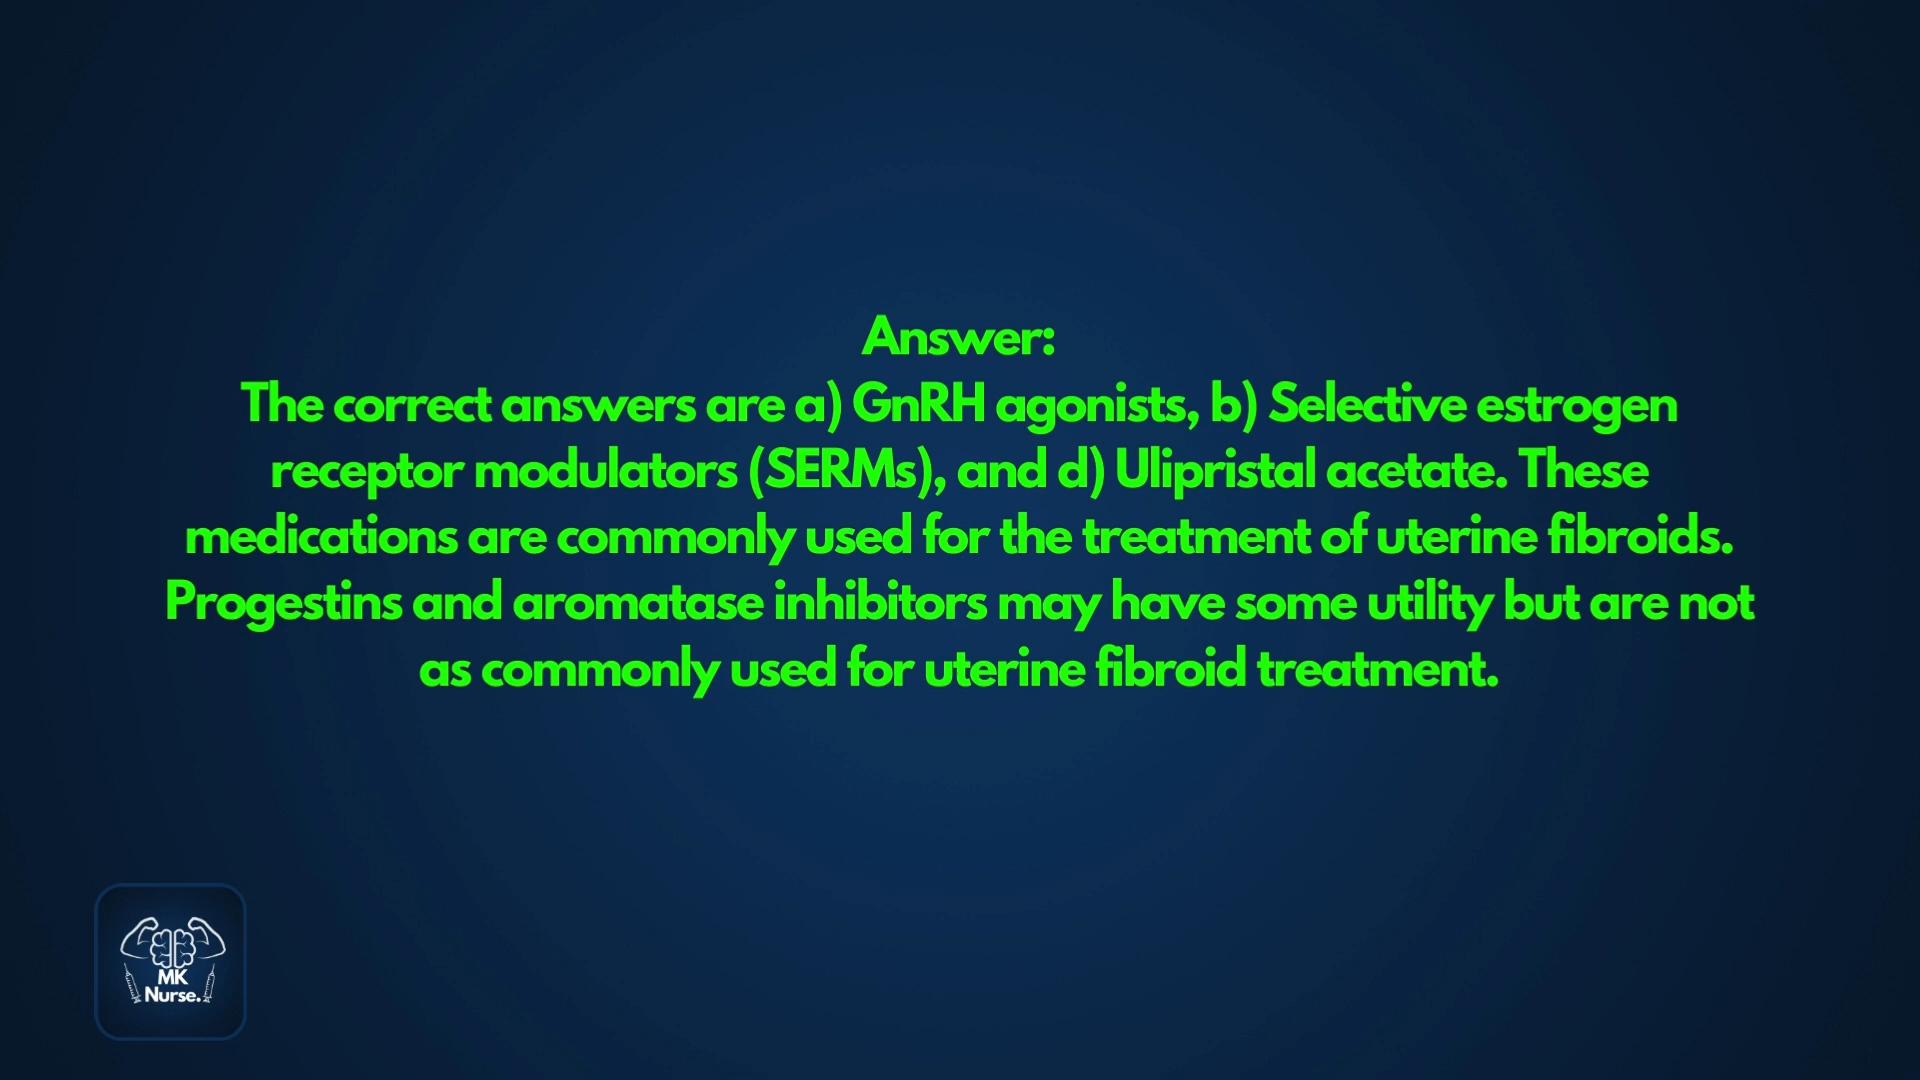 Answer:
The correct answers are a) GnRH agonists, b) Selective estrogen
receptor modulators (SERMs), and d) Ulipristal acetate. These
medications are commonly used for the treatment of uterine fibroids.
Progestins and aromatase inhibitors may have some utility but are not
as commonly used for uterine fibroid treatment.
MK
Nurse.